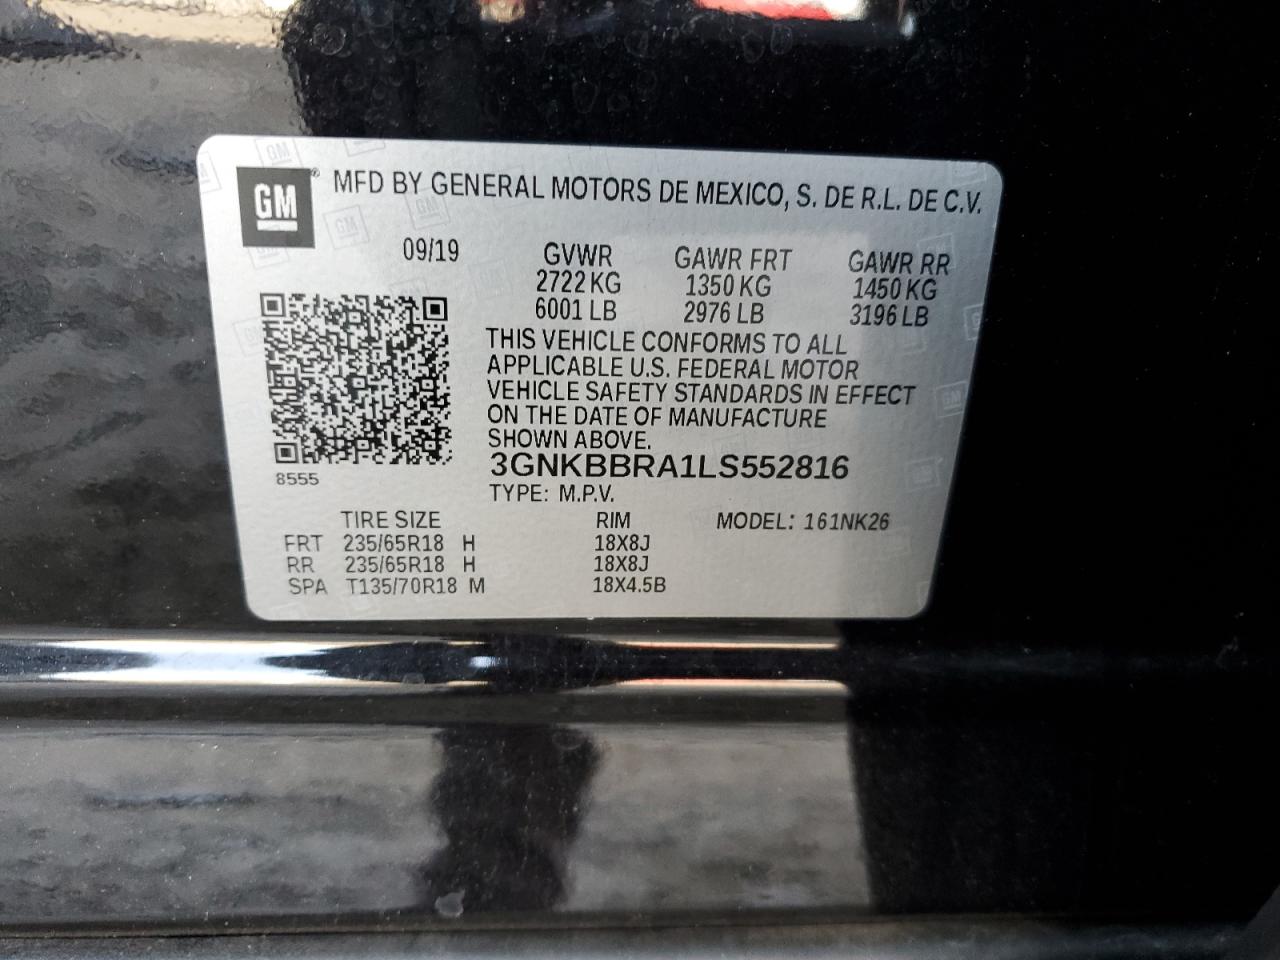 GM® MFD BY GENERAL MOTORS DE MEXICO, S. DE R.L. DE C.V.
09/19 GVWR GAWR FRT GAWR RR
2722 KG 1350 KG 1450 KG
6001 LB 2976 LB 3196 LB
THIS VEHICLE CONFORMS TO ALL
APPLICABLE U.S. FEDERAL MOTOR
VEHICLE SAFETY STANDARDS IN EFFECT
ON THE DATE OF MANUFACTURE
SHOWN ABOVE.
3GNKBBRA1LS552816
8555
TYPE: M.P.V.
TIRE SIZE RIM MODEL: 161NK26
FRT 235/65R18 H 18X8J
RR 235/65R18 H 18X8J
SPA T135/70R18 M 18X4.5B